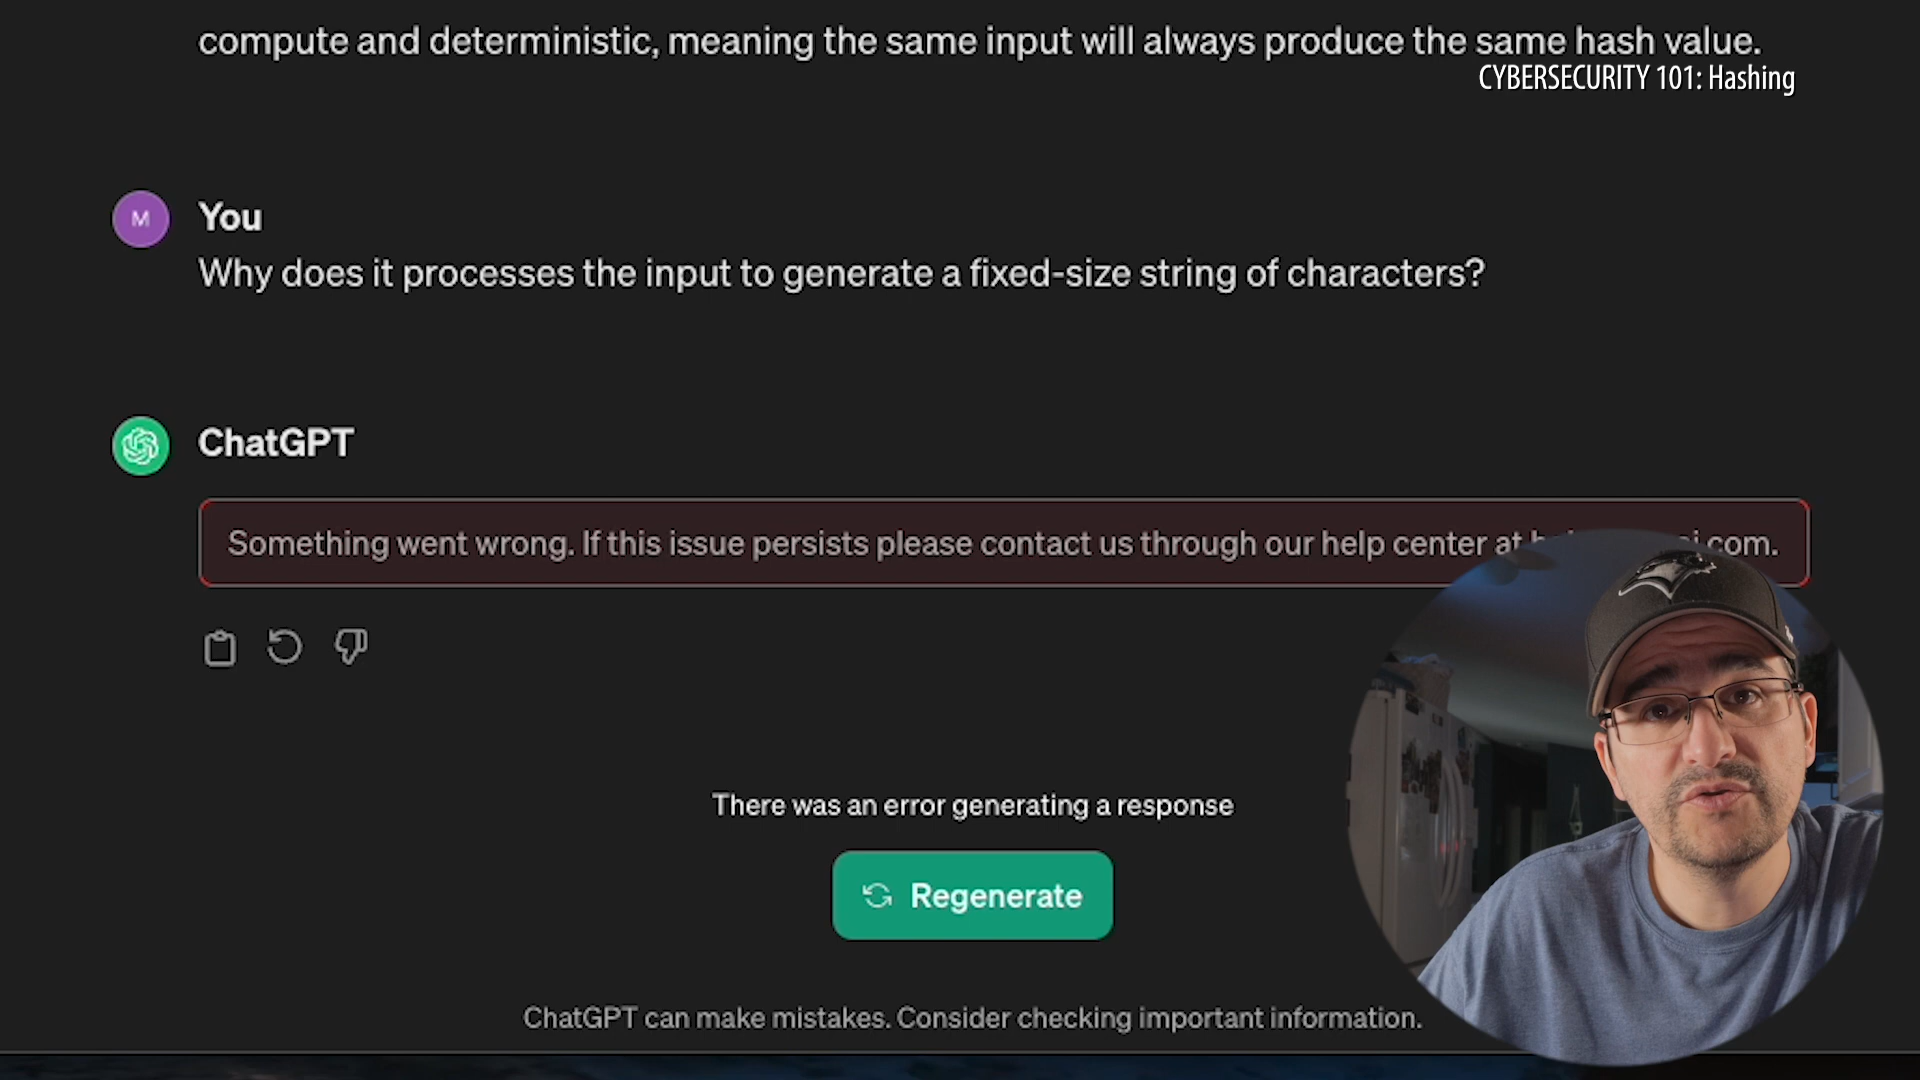 compute and deterministic, meaning the same input will always produce the same hash value.
CYBERSECURITY 101: Hashing
M
You
Why does it processes the input to generate a fixed-size string of characters?
ChatGPT
Something went wrong. If this issue persists please contact us through our help center at com.
There was an error generating a response
Regenerate
ChatGPT can make mistakes. Consider checking important information.